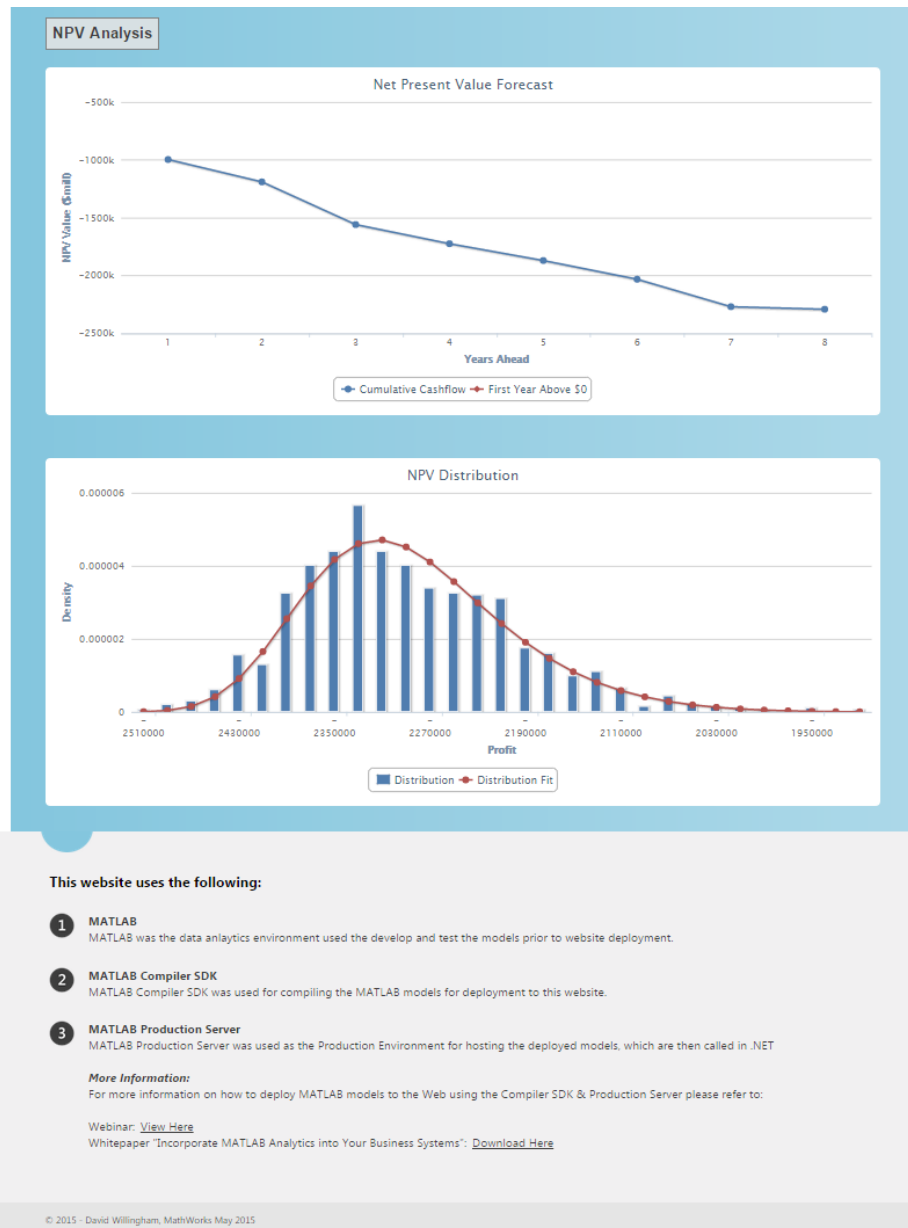 NPV Analysis
Net Present Value Forecast
NPV Value ($mill)
-500k
-1000k
-1500k
-2000k
-2500k
1 2 3 4 5 6 7 8
Years Ahead
Cumulative Cashflow First Year Above $0
NPV Distribution
Density
0.000006
0.000004
0.000002
0
- - - - - - - -
2510000 2430000 2350000 2270000 2190000 2110000 2030000 1950000
Profit
Distribution Distribution Fit
This website uses the following:
1 MATLAB
MATLAB was the data anlaytics environment used the develop and test the models prior to website deployment.
2 MATLAB Compiler SDK
MATLAB Compiler SDK was used for compiling the MATLAB models for deployment to this website.
3 MATLAB Production Server
MATLAB Production Server was used as the Production Environment for hosting the deployed models, which are then called in .NET
More Information:
For more information on how to deploy MATLAB models to the Web using the Compiler SDK & Production Server please refer to:
Webinar: View Here
Whitepaper "Incorporate MATLAB Analytics into Your Business Systems": Download Here
© 2015 - David Willingham, MathWorks May 2015